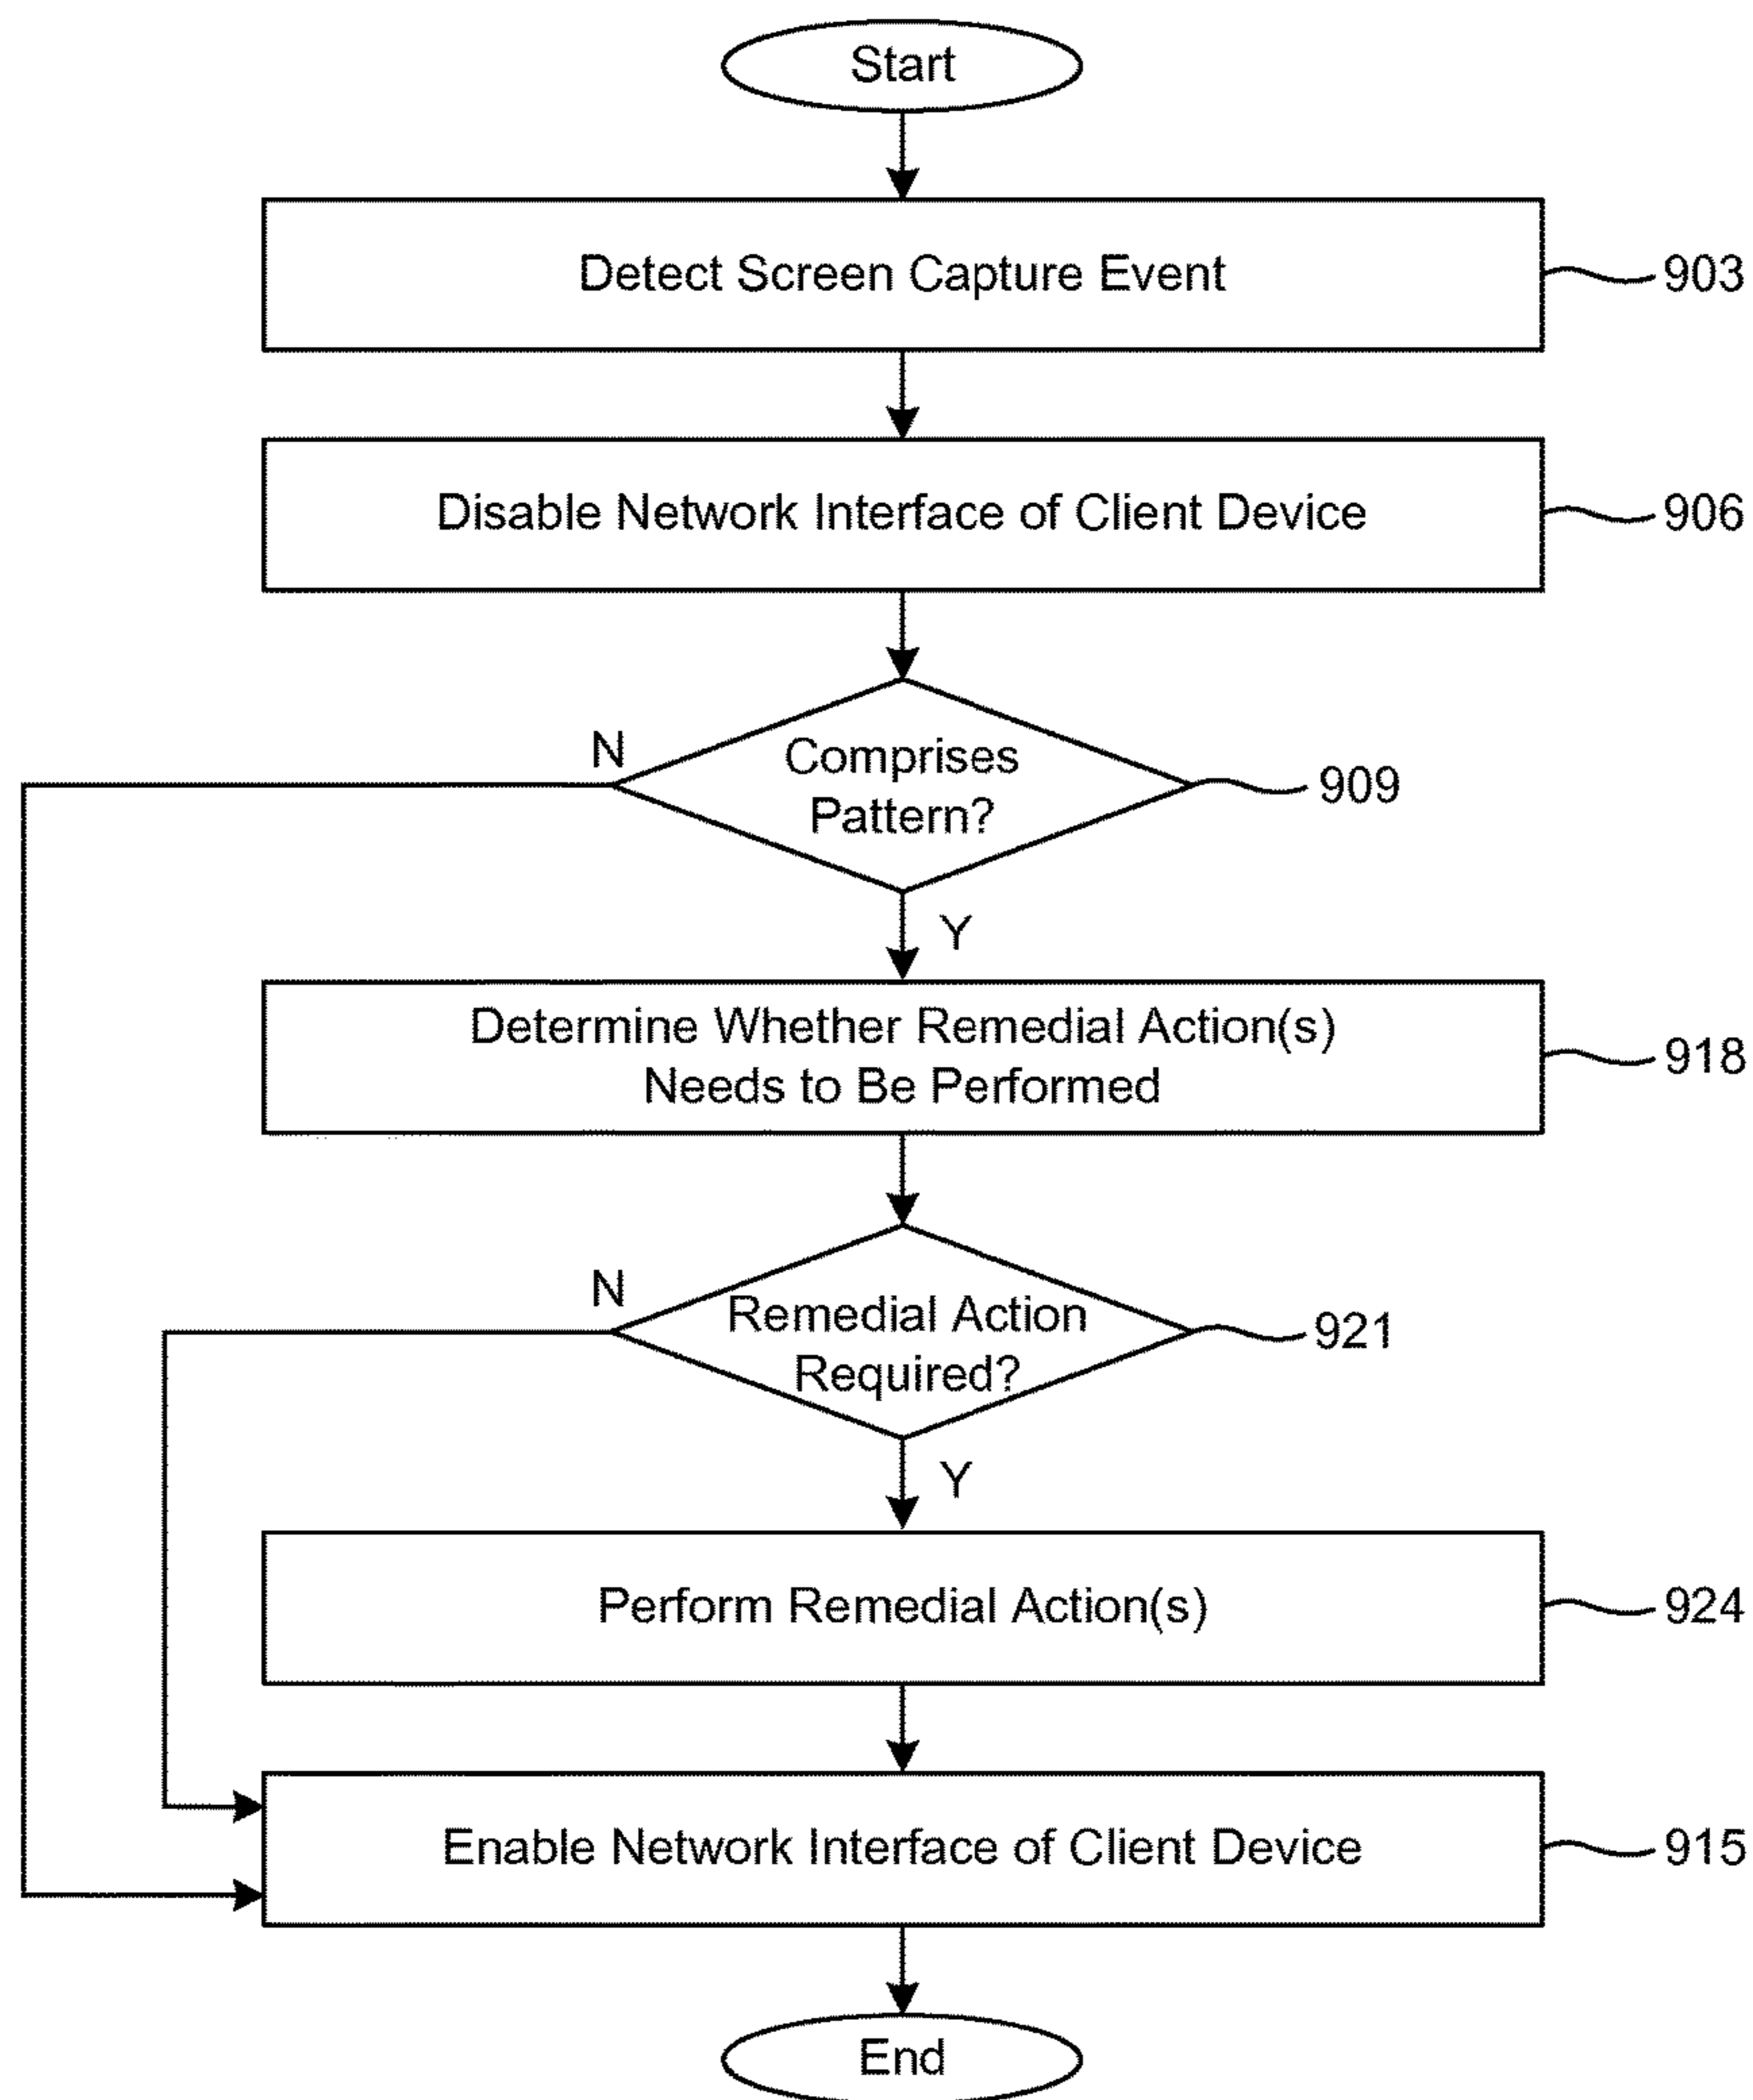 Start
Detect Screen Capture Event
903
Disable Network Interface of Client Device
906
N
Comprises
Pattern?
909
Y
Determine Whether Remedial Action(s)
Needs to Be Performed
918
N
Remedial Action
Required?
921
Y
Perform Remedial Action(s)
924
Enable Network Interface of Client Device
915
End